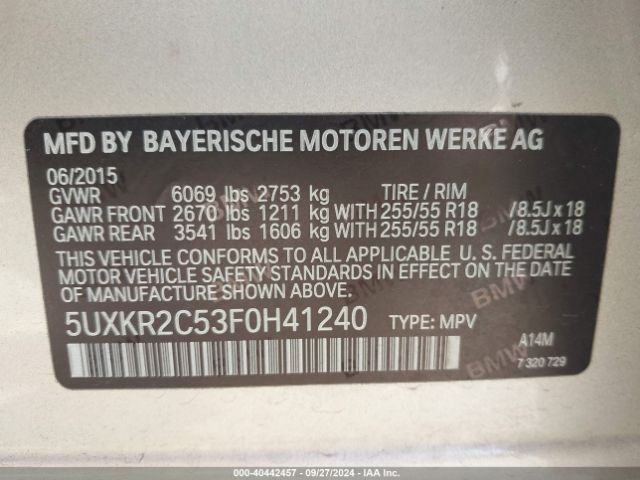 MFD BY BAYERISCHE MOTOREN WERKE AG
06/2015
GVWR 6069 lbs 2753 kg TIRE / RIM
GAWR FRONT 2670 lbs 1211 kg WITH 255/55 R18 /8.5J x 18
GAWR REAR 3541 lbs 1606 kg WITH 255/55 R18 /8.5J x 18
THIS VEHICLE CONFORMS TO ALL APPLICABLE U. S. FEDERAL
MOTOR VEHICLE SAFETY STANDARDS IN EFFECT ON THE DATE
OF MANUFACTURE SHOWN ABOVE.
5UXKR2C53F0H41240 TYPE: MPV
A14M
7 320 729
000-40442457 - 09/27/2024 - IAA Inc.